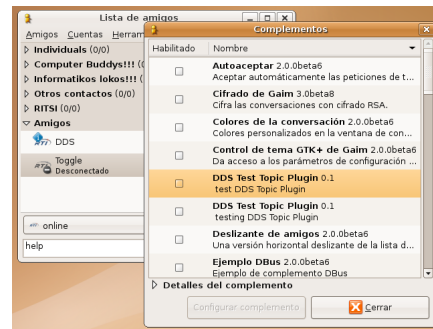 Lista de amigos
Amigos Cuentas Herram
Individuals (0/0)
Computer Buddys!!! (
Informatikos lokos!!! (
Otros contactos (0/0)
RITSI (0/0)
Amigos
DDS
Toggle
Desconectado
online
help
Complementos
Habilitado Nombre
Autoaceptar 2.0.0beta6
Aceptar automáticamente las peticiones de t...
Cifrado de Gaim 3.0beta8
Cifra las conversaciones con cifrado RSA.
Colores de la conversación 2.0.0beta6
Colores personalizados en la ventana de con...
Control de tema GTK+ de Gaim 2.0.0beta6
Da acceso a los parámetros de configuración ...
DDS Test Topic Plugin 0.1
test DDS Topic Plugin
DDS Test Topic Plugin 0.1
testing DDS Topic Plugin
Deslizante de amigos 2.0.0beta6
Una versión horizontal deslizante de la lista d...
Ejemplo DBus 2.0.0beta6
Ejemplo de complemento DBus
Detalles del complemento
Configurar complemento
Cerrar